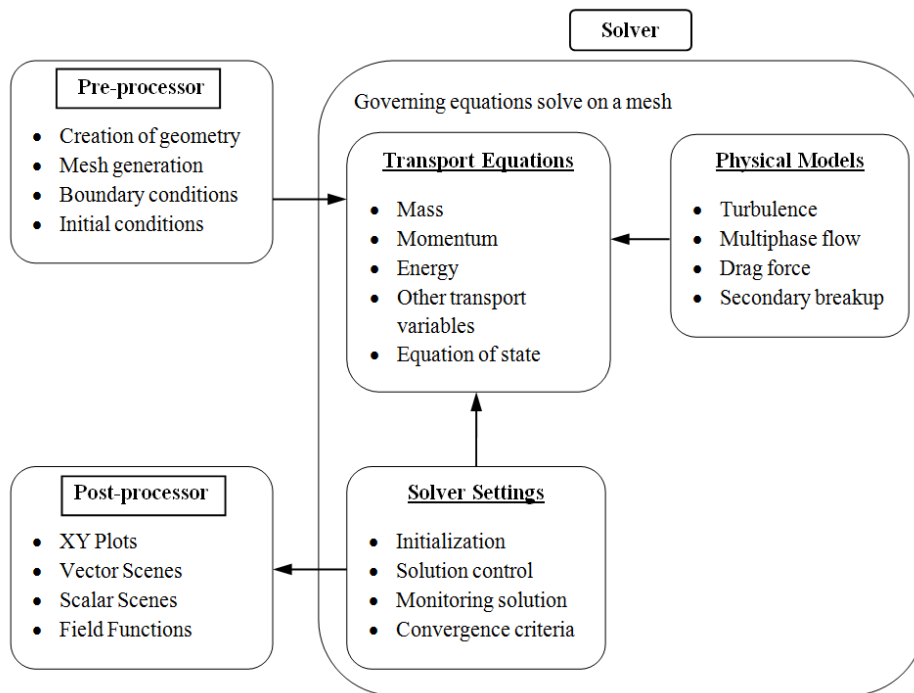 Solver
Pre-processor
• Creation of geometry
• Mesh generation
• Boundary conditions
• Initial conditions
Governing equations solve on a mesh
Transport Equations
• Mass
• Momentum
• Energy
• Other transport
variables
• Equation of state
Physical Models
• Turbulence
• Multiphase flow
• Drag force
• Secondary breakup
Post-processor
• XY Plots
• Vector Scenes
• Scalar Scenes
• Field Functions
Solver Settings
• Initialization
• Solution control
• Monitoring solution
• Convergence criteria